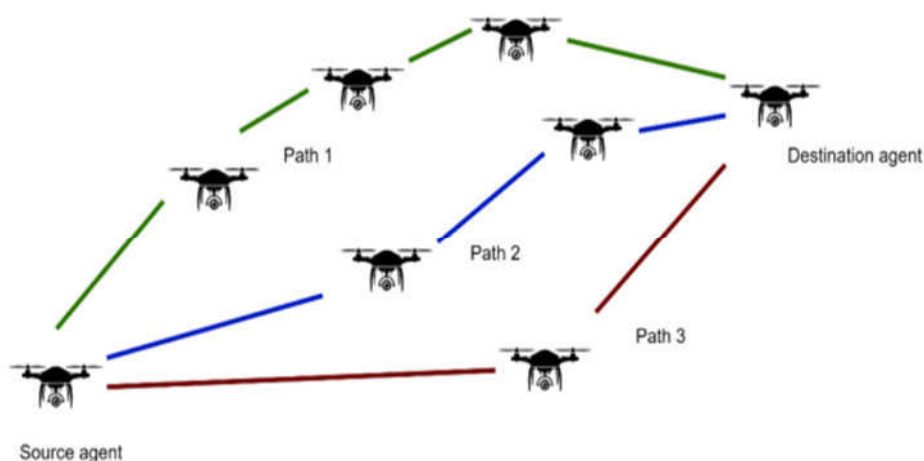 Path 1
Destination agent
Path 2
Path 3
Source agent